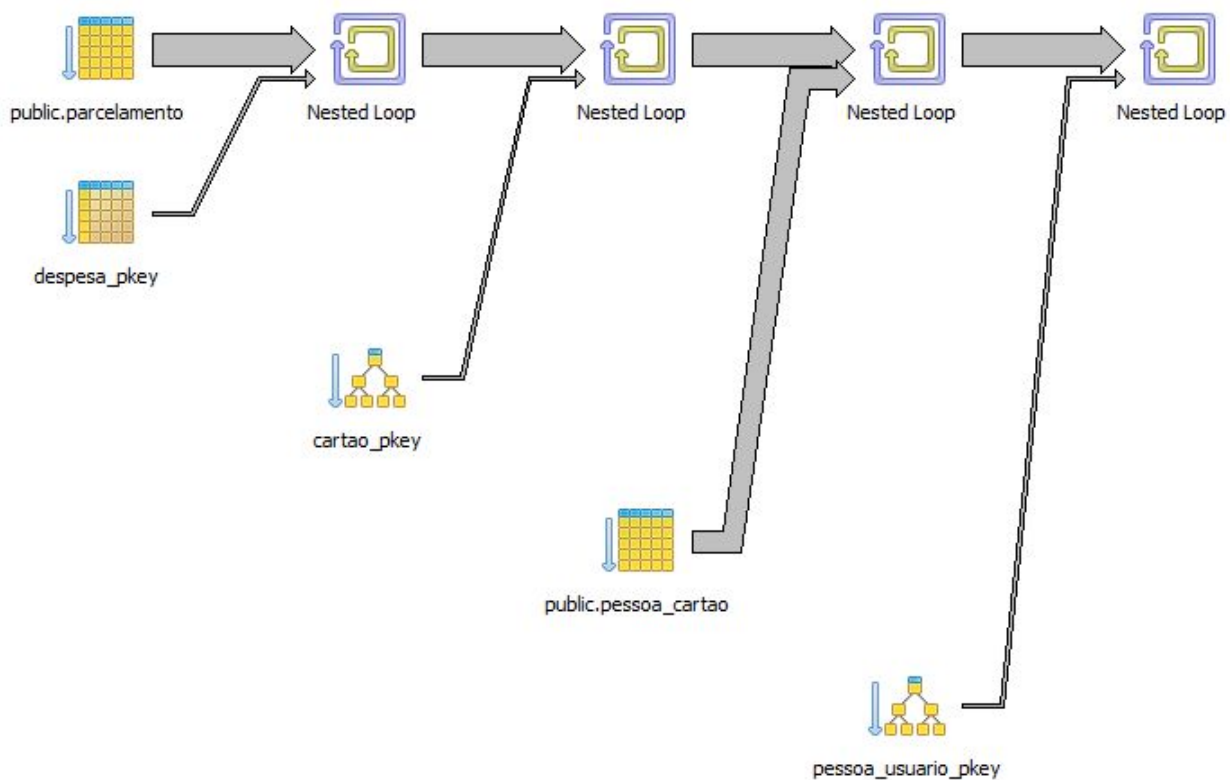 public.parcelamento
Nested Loop
Nested Loop
Nested Loop
Nested Loop
despesa_pkey
cartao_pkey
public.pessoa_cartao
pessoa_usuario_pkey